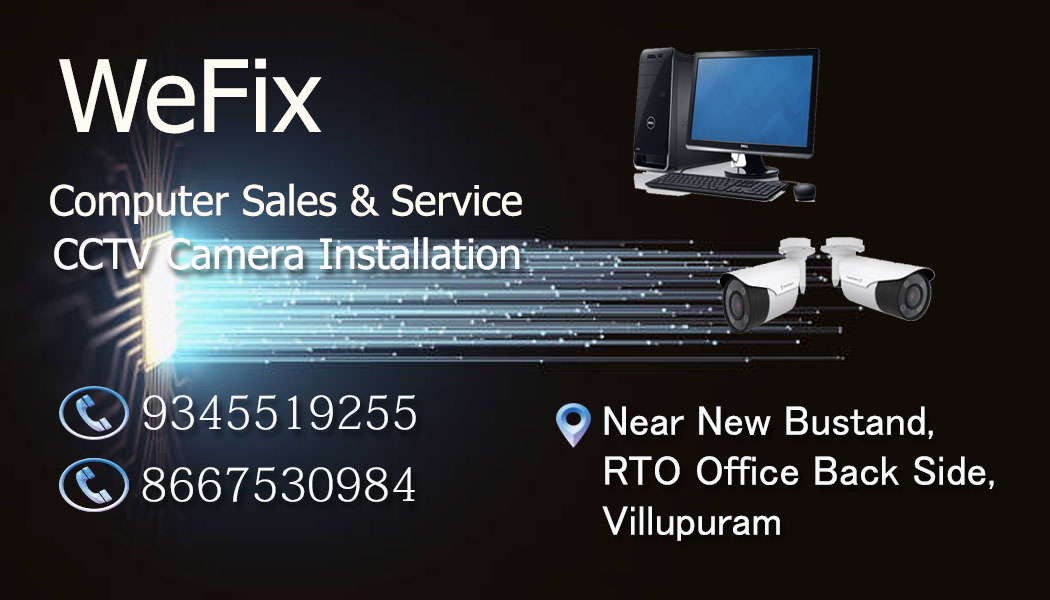 WeFix
Computer Sales & Service
CCTV Camera Installation
9345519255
8667530984
Near New Bustand,
RTO Office Back Side,
Villupuram